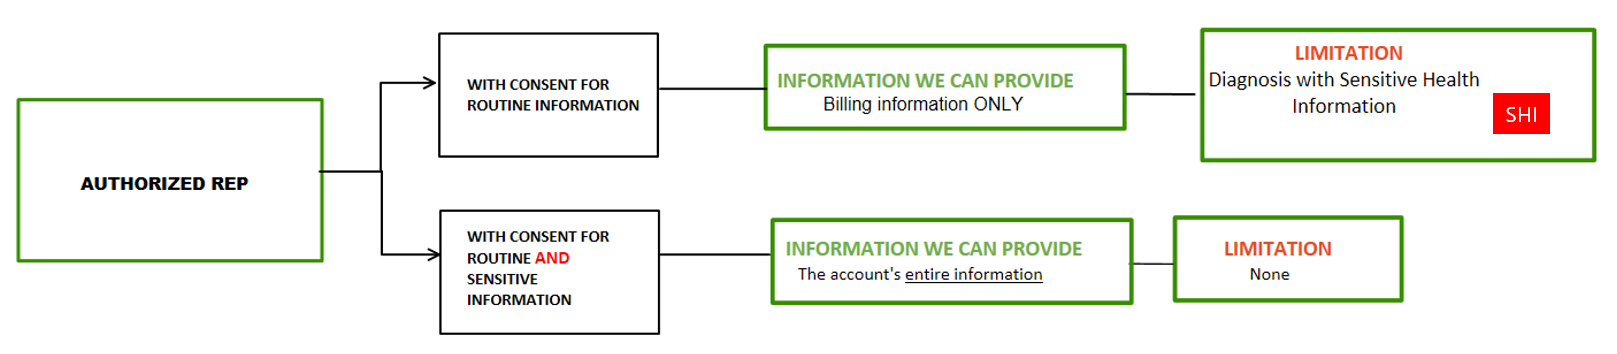 AUTHORIZED REP
WITH CONSENT FOR
ROUTINE INFORMATION
INFORMATION WE CAN PROVIDE
Billing information ONLY
LIMITATION
Diagnosis with Sensitive Health
Information
SHI
WITH CONSENT FOR
ROUTINE AND
SENSITIVE
INFORMATION
INFORMATION WE CAN PROVIDE
The account's entire information
LIMITATION
None